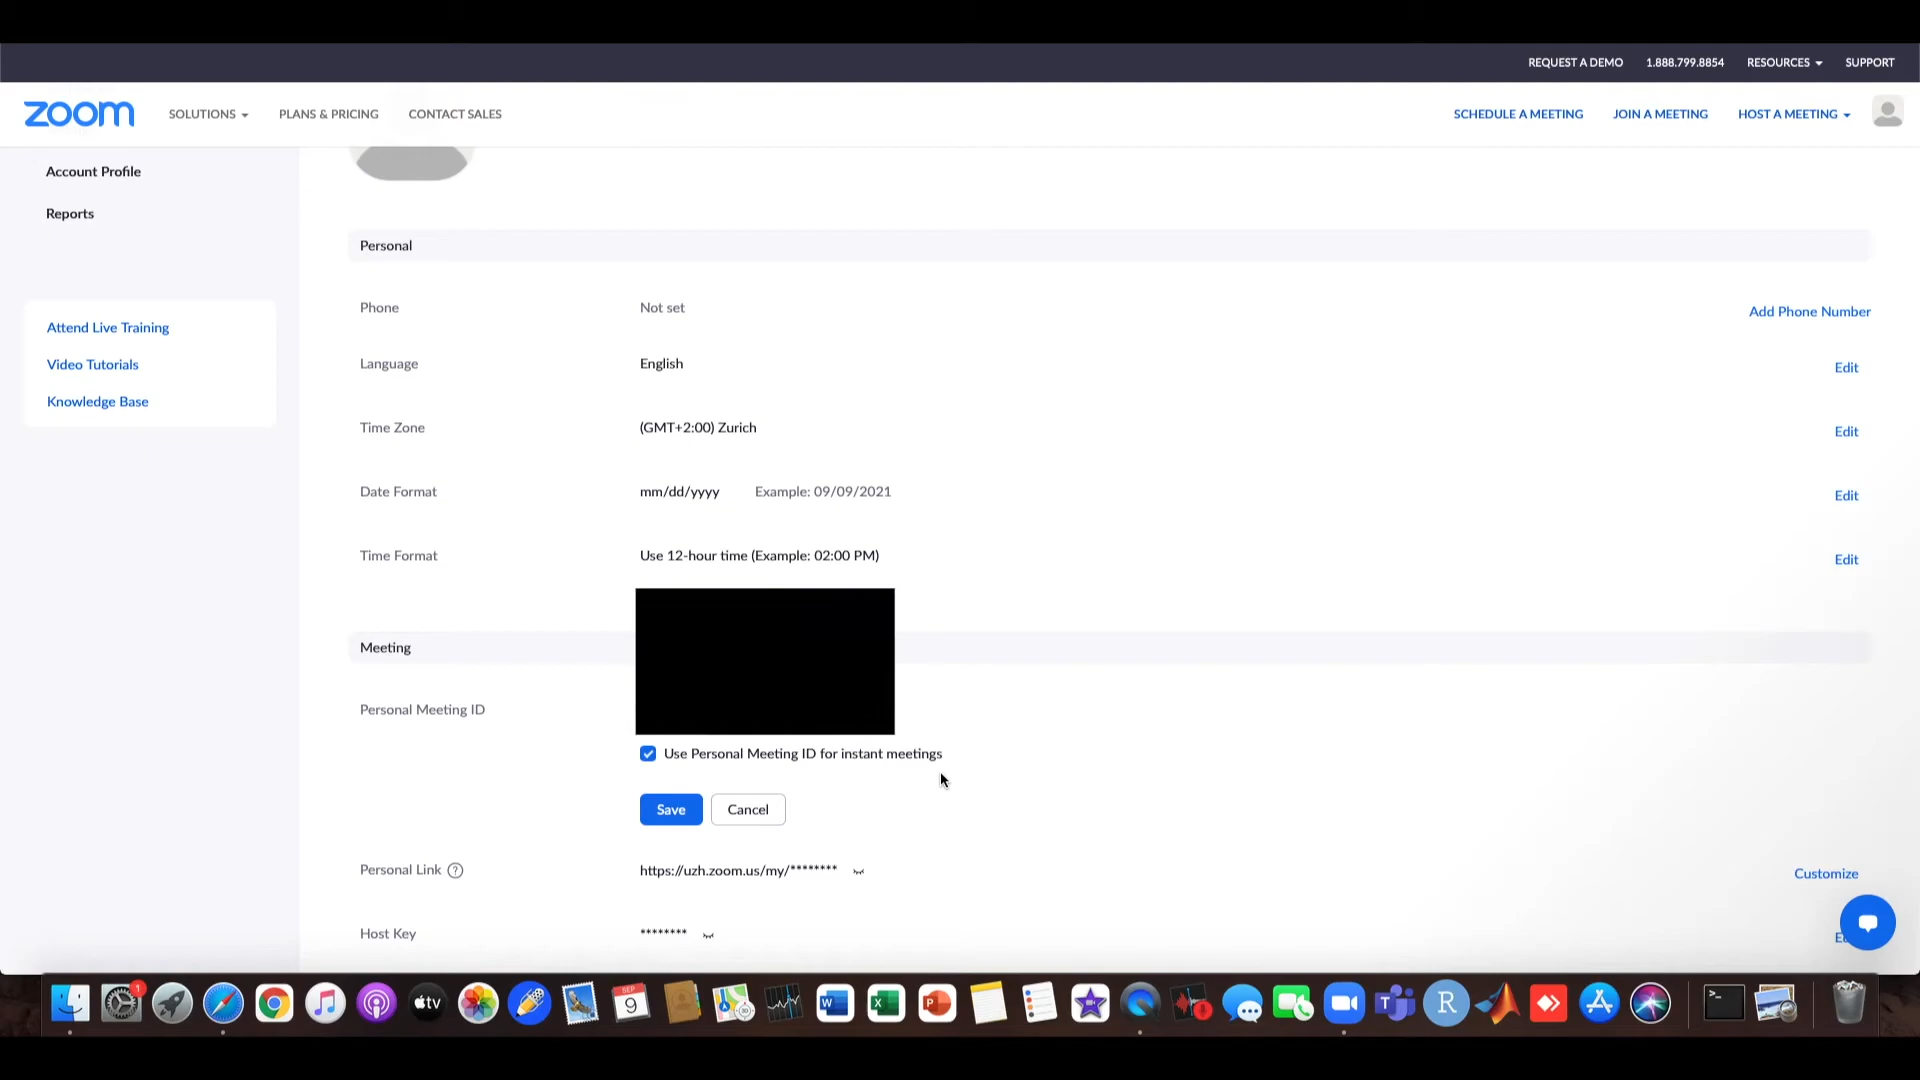 REQUEST A DEMO 1.888.799.8854 RESOURCES SUPPORT
zoom SOLUTIONS PLANS & PRICING CONTACT SALES SCHEDULE A MEETING JOIN A MEETING HOST A MEETING
Account Profile
Reports
Attend Live Training
Video Tutorials
Knowledge Base
Personal
Phone Not set Add Phone Number
Language English Edit
Time Zone (GMT+2:00) Zurich Edit
Date Format mm/dd/yyyy Example: 09/09/2021 Edit
Time Format Use 12-hour time (Example: 02:00 PM) Edit
Meeting
Personal Meeting ID
Use Personal Meeting ID for instant meetings
Save Cancel
Personal Link ? https://uzh.zoom.us/my/******** Customize
Host Key ********
1 tv SEP 9 W X P T R